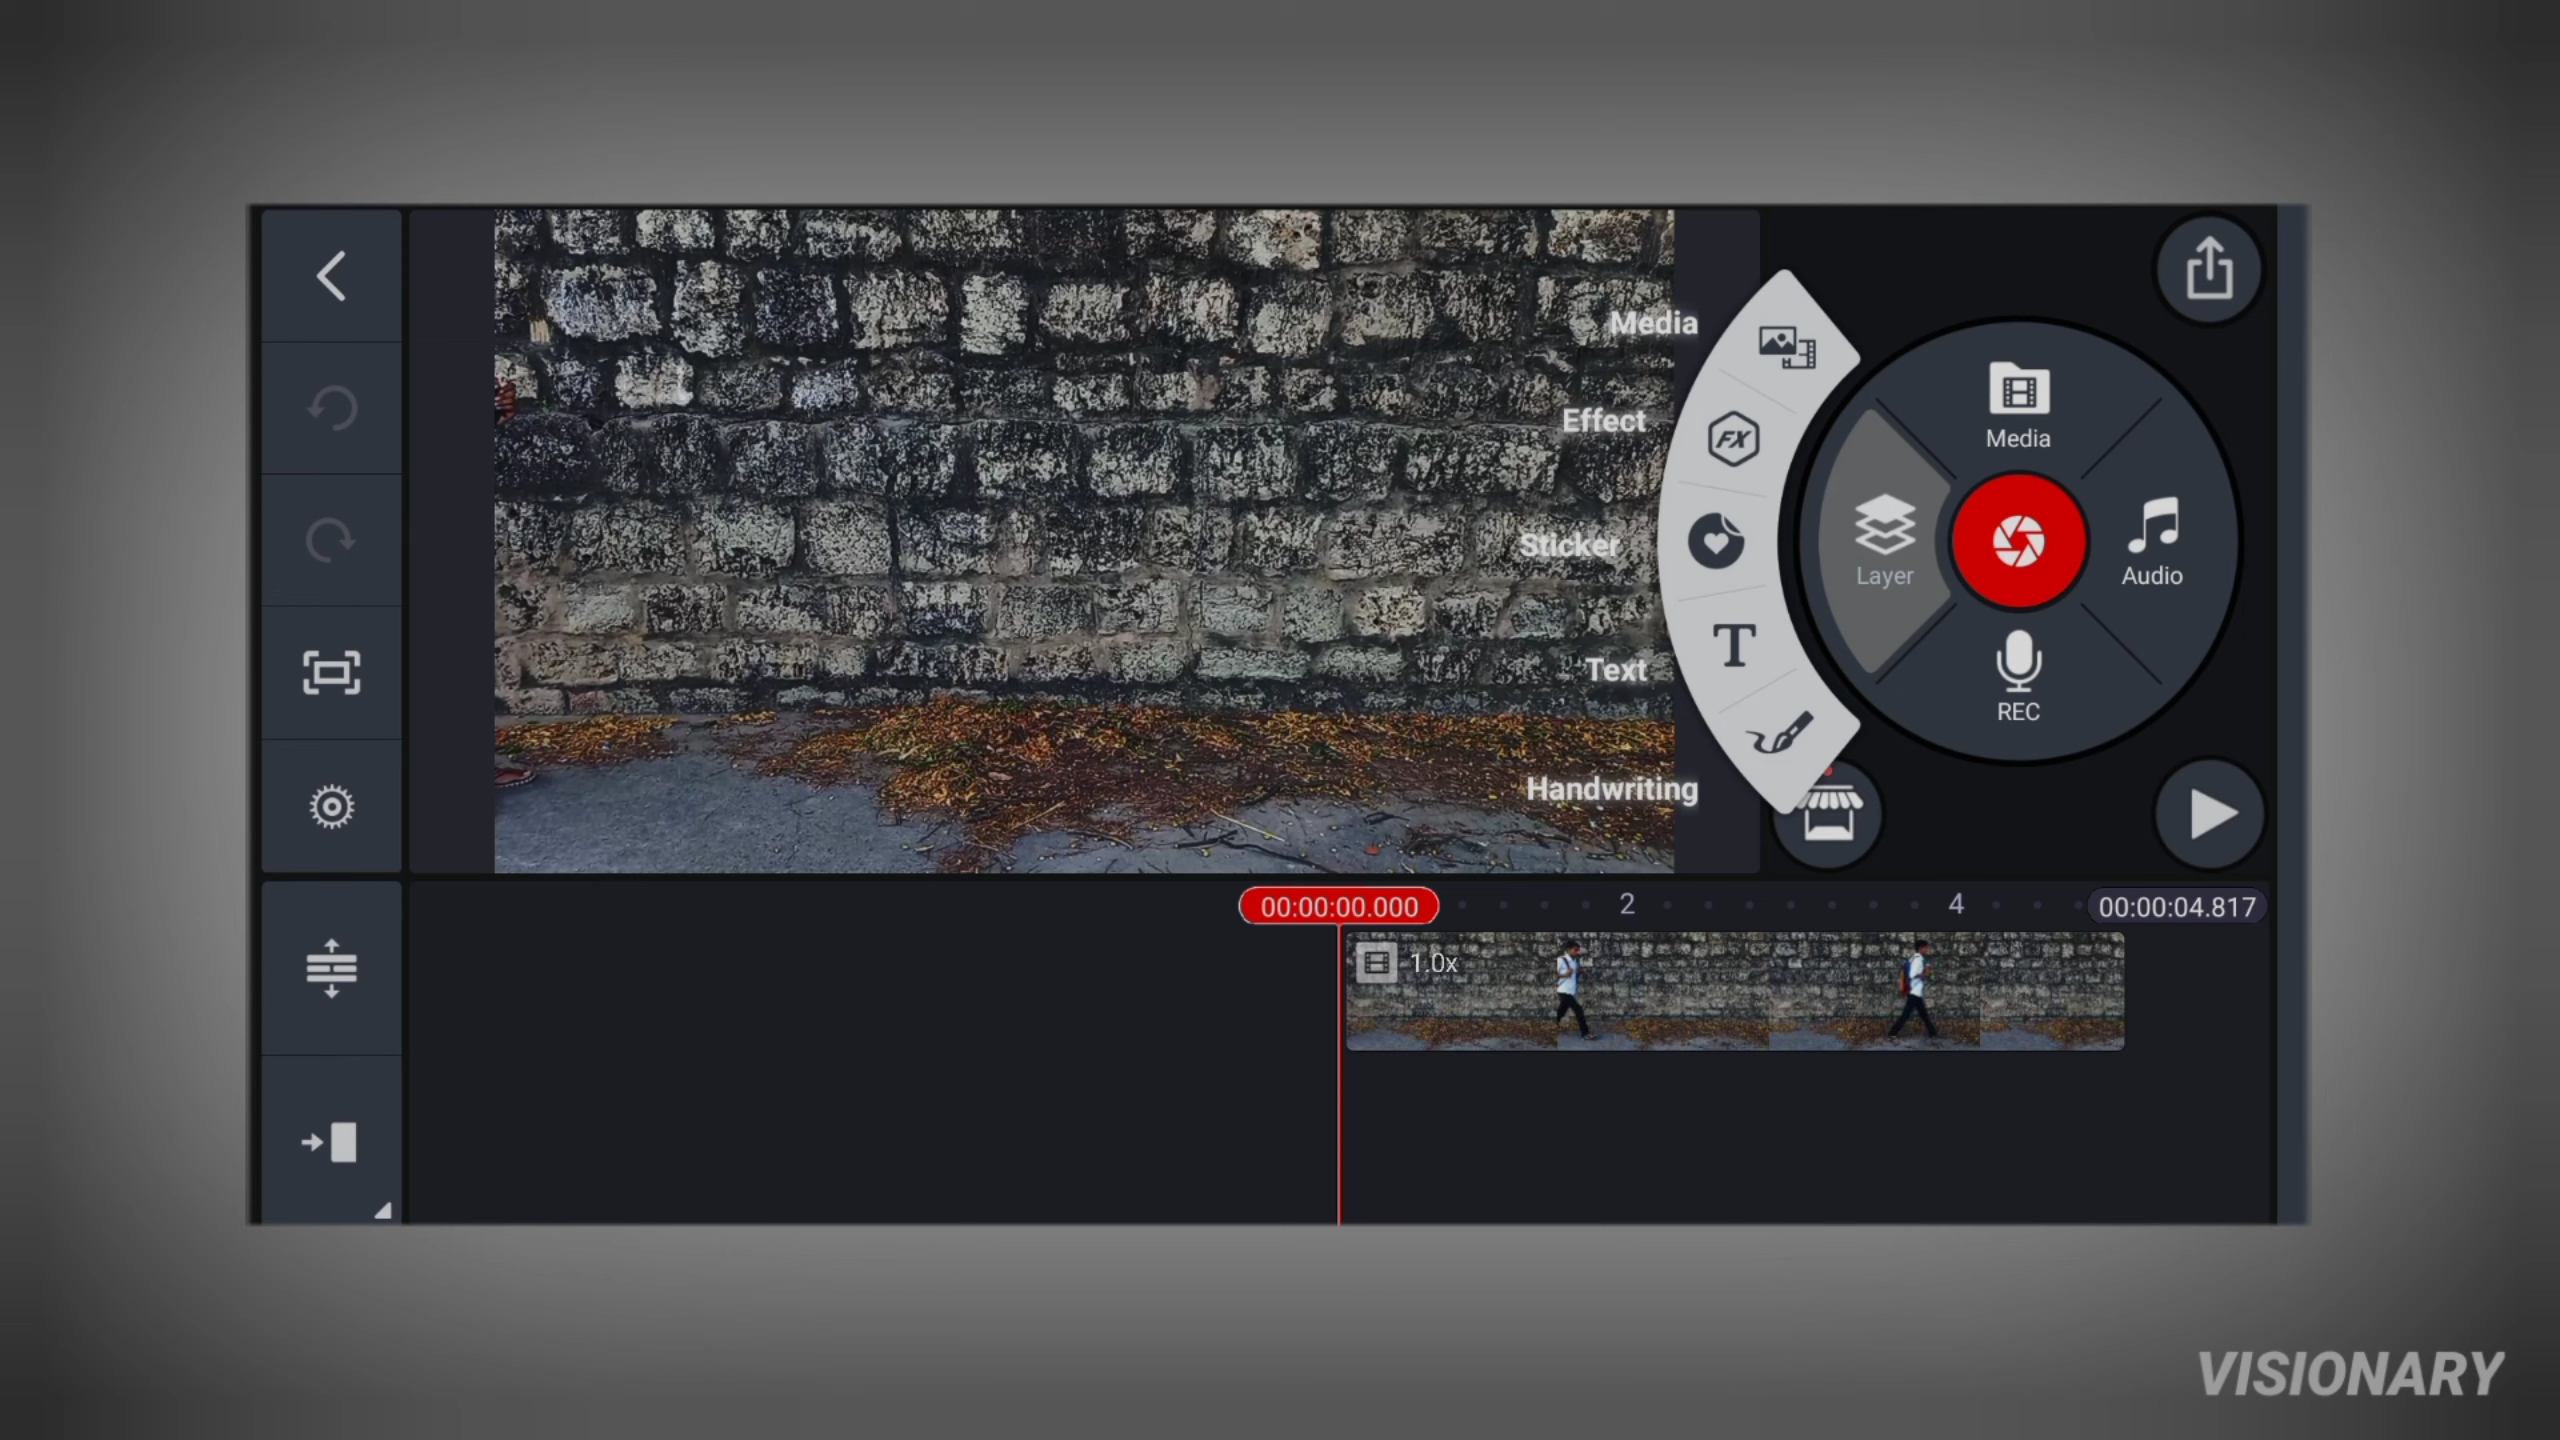 Media
Effect
Sticker
Text
Handwriting
FX
T
Media
Layer
Audio
REC
00:00:00.000
2
4
00:00:04.817
1.0x
VISIONARY